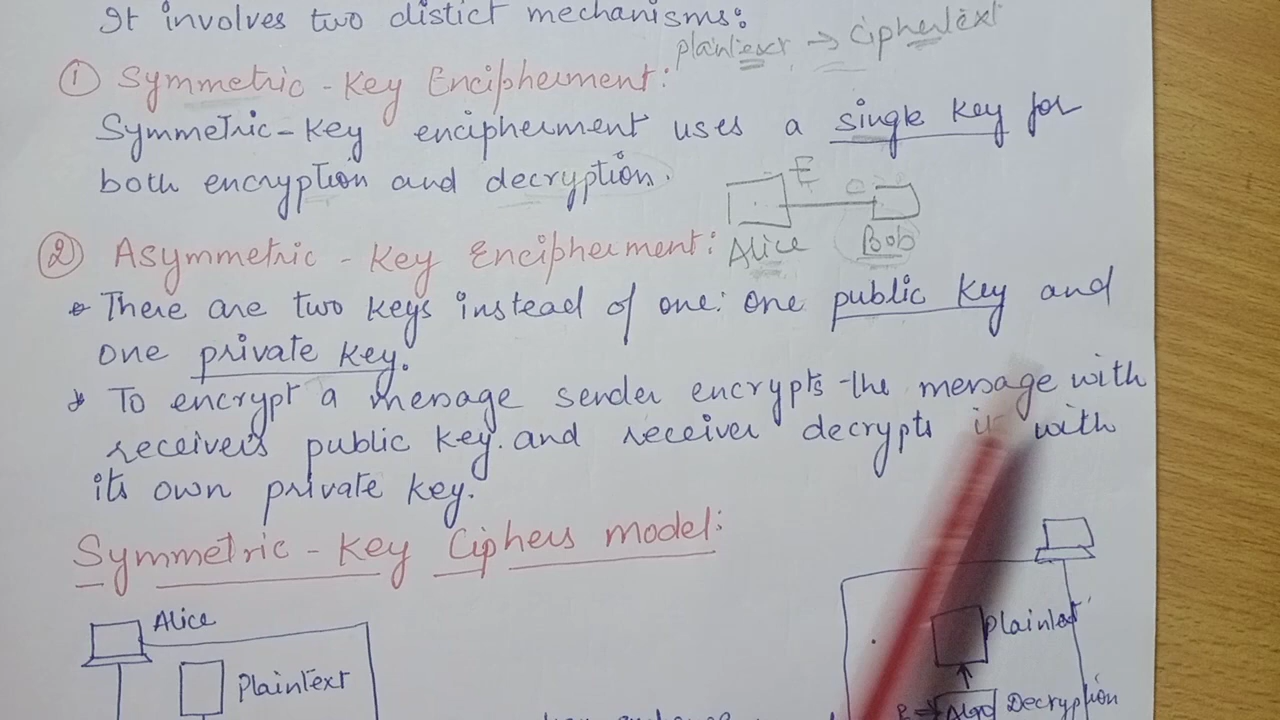 It involves two distict mechanisms:
plaintext → Ciphertext
① Symmetric - Key Encipherment:
Symmetric - Key encipherment uses a single key for
both encryption and decryption.
E
Alice Bob
② Asymmetric - Key Encipherment:
* There are two keys instead of one: one public key and
one private key.
* To encrypt a message sender encrypts the message with
receiver's public key. and receiver decrypts it with
its own private key.
Symmetric - Key Ciphers model:
Alice
Plaintext
Plaintext
Decryption